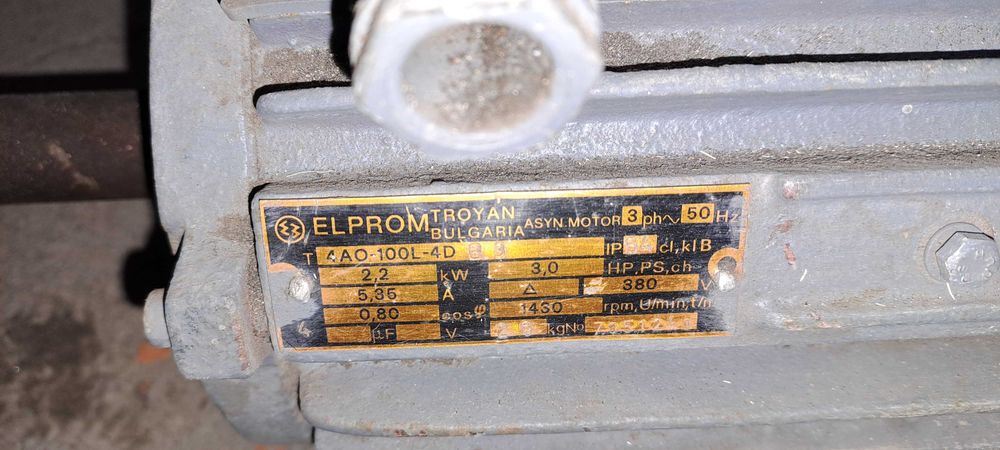 ELPROM TROYAN BULGARIA ASYN MOTOR 3 ph 50 Hz
T 4AO-100L-4D IP cl,kl B
2,2 kW 3,0 HP,PS,ch
5,35 A Δ 380 V
0,80 cosφ rpm,U/min,t/m
µF V kg No